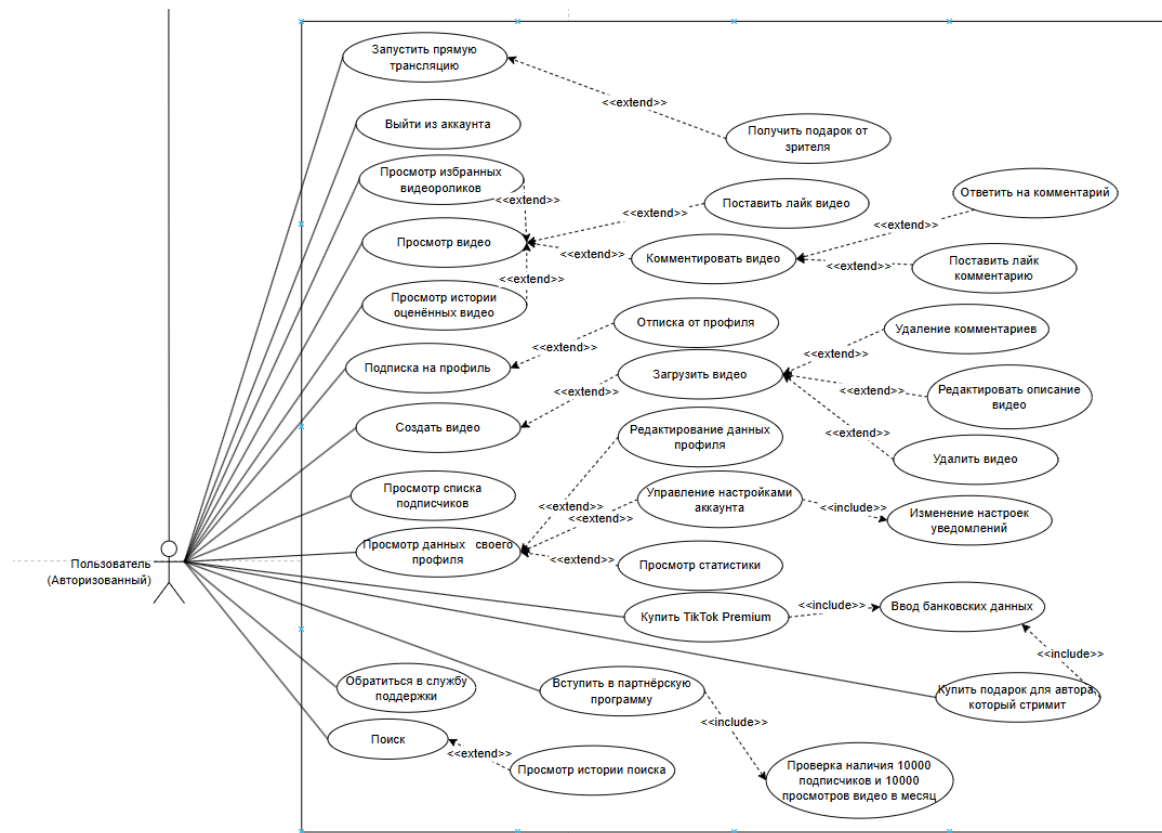 Запустить прямую
трансляцию
<<extend>>
Выйти из аккаунта
Получить подарок от
зрителя
Просмотр избранных
видеороликов
<<extend>>
Поставить лайк видео
Ответить на комментарий
<<extend>>
<<extend>>
Просмотр видео
<<extend>>
Комментировать видео
<<extend>>
Поставить лайк
комментарию
<<extend>>
Просмотр истории
оценённых видео
Отписка от профиля
Удаление комментариев
<<extend>>
<<extend>>
Подписка на профиль
Загрузить видео
<<extend>>
<<extend>>
Редактировать описание
видео
Создать видео
Редактирование данных
профиля
<<extend>>
Удалить видео
Просмотр списка
подписчиков
Управление настройками
аккаунта
<<extend>>
<<extend>>
<<include>>
Изменение настроек
уведомлений
Просмотр данных своего
профиля
<<extend>>
Просмотр статистики
Пользователь
(Авторизованный)
Купить TikTok Premium
<<include>>
Ввод банковских данных
<<include>>
Обратиться в службу
поддержки
Вступить в партнёрскую
программу
Купить подарок для автора,
который стримит
<<include>>
Поиск
<<extend>>
Просмотр истории поиска
Проверка наличия 10000
подписчиков и 10000
просмотров видео в месяц